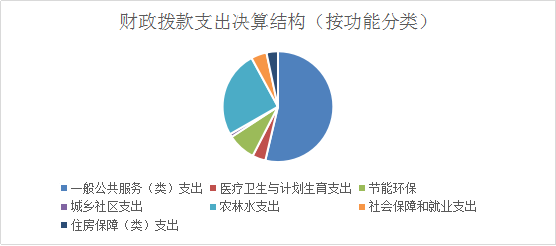 财政拨款支出决算结构（按功能分类）
一般公共服务（类）支出 医疗卫生与计划生育支出 节能环保
城乡社区支出 农林水支出 社会保障和就业支出
住房保障（类）支出